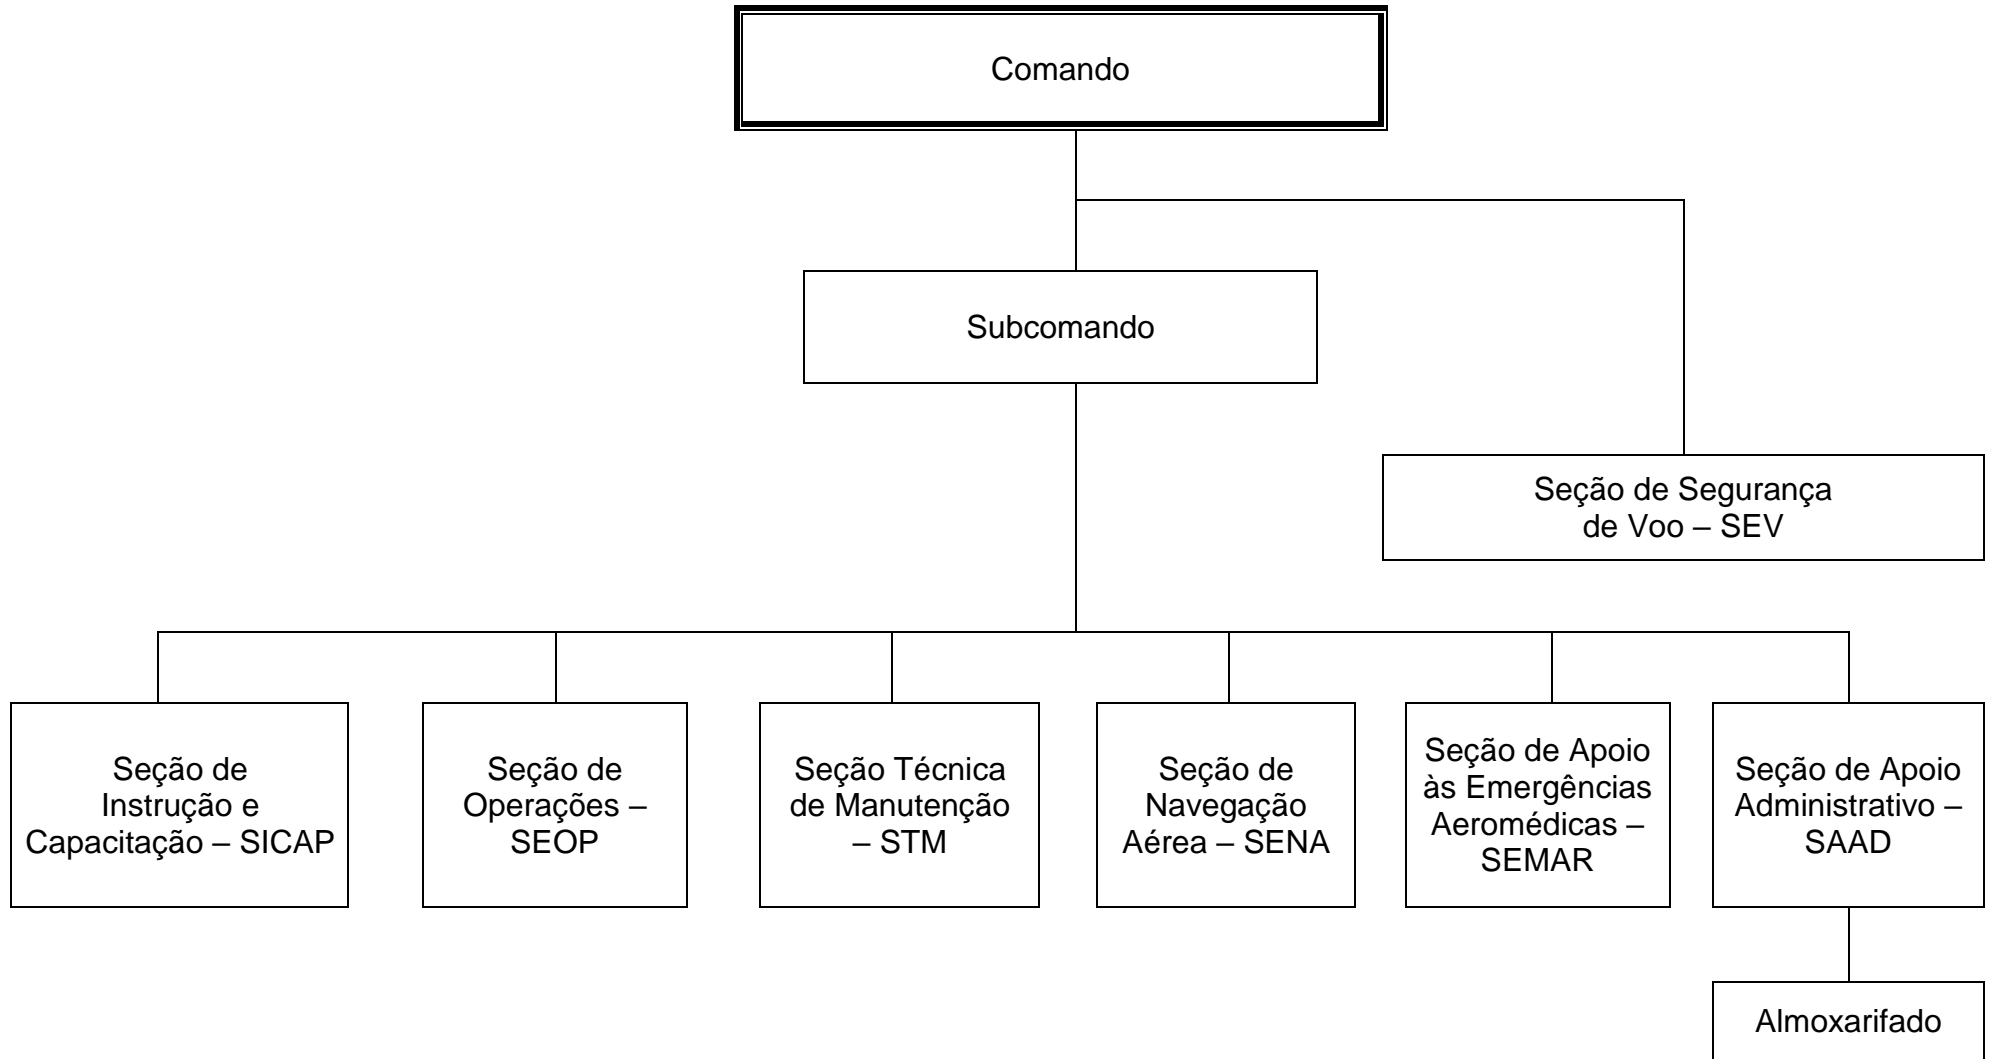 Comando
Subcomando
Seção de Segurança
de Voo – SEV
Seção de
Instrução e
Capacitação – SICAP
Seção de
Operações –
SEOP
Seção Técnica
de Manutenção
– STM
Seção de
Navegação
Aérea – SENA
Seção de Apoio
às Emergências
Aeromédicas –
SEMAR
Seção de Apoio
Administrativo –
SAAD
Almoxarifado